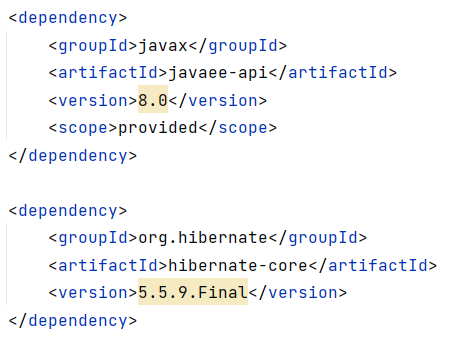 <dependency>
    <groupId>javax</groupId>
    <artifactId>javaee-api</artifactId>
    <version>8.0</version>
    <scope>provided</scope>
</dependency>

<dependency>
    <groupId>org.hibernate</groupId>
    <artifactId>hibernate-core</artifactId>
    <version>5.5.9.Final</version>
</dependency>